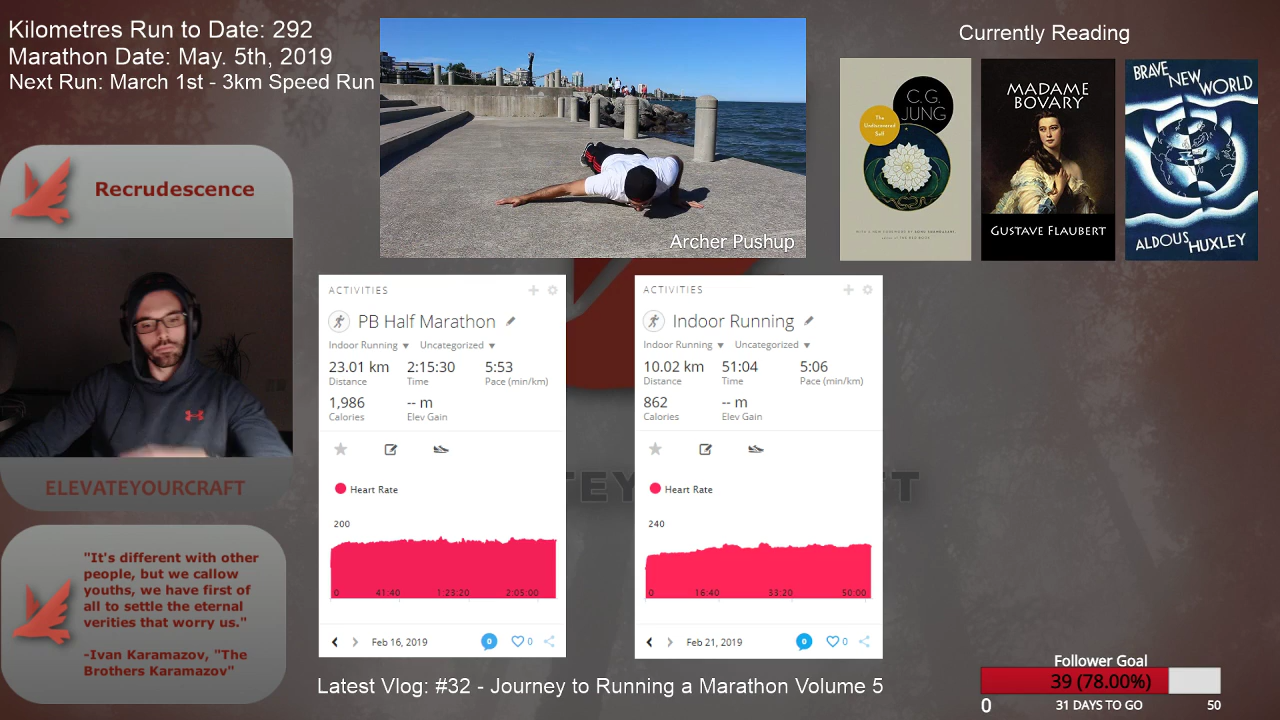 Kilometres Run to Date: 292
Marathon Date: May. 5th, 2019
Next Run: March 1st - 3km Speed Run
Recrudescence
ELEVATEYOURCRAFT
"It's different with other
people, but we callow
youths, we have first of
all to settle the eternal
verities that worry us."
-Ivan Karamazov, "The
Brothers Karamazov"
Archer Pushup
Currently Reading
C.G.
JUNG
The
Undiscovered
Self
MADAME
BOVARY
GUSTAVE FLAUBERT
BRAVE NEW WORLD
ALDOUS HUXLEY
ACTIVITIES
PB Half Marathon
Indoor Running Uncategorized
23.01 km 2:15:30 5:53
Distance Time Pace (min/km)
1,986 -- m
Calories Elev Gain
Heart Rate
200
0 41:40 1:23:20 2:05:00
Feb 16, 2019 0 0
ACTIVITIES
Indoor Running
Indoor Running Uncategorized
10.02 km 51:04 5:06
Distance Time Pace (min/km)
862 -- m
Calories Elev Gain
Heart Rate
240
0 16:40 33:20 50:00
Feb 21, 2019 0 0
Latest Vlog: #32 - Journey to Running a Marathon Volume 5
Follower Goal
39 (78.00%)
0 31 DAYS TO GO 50